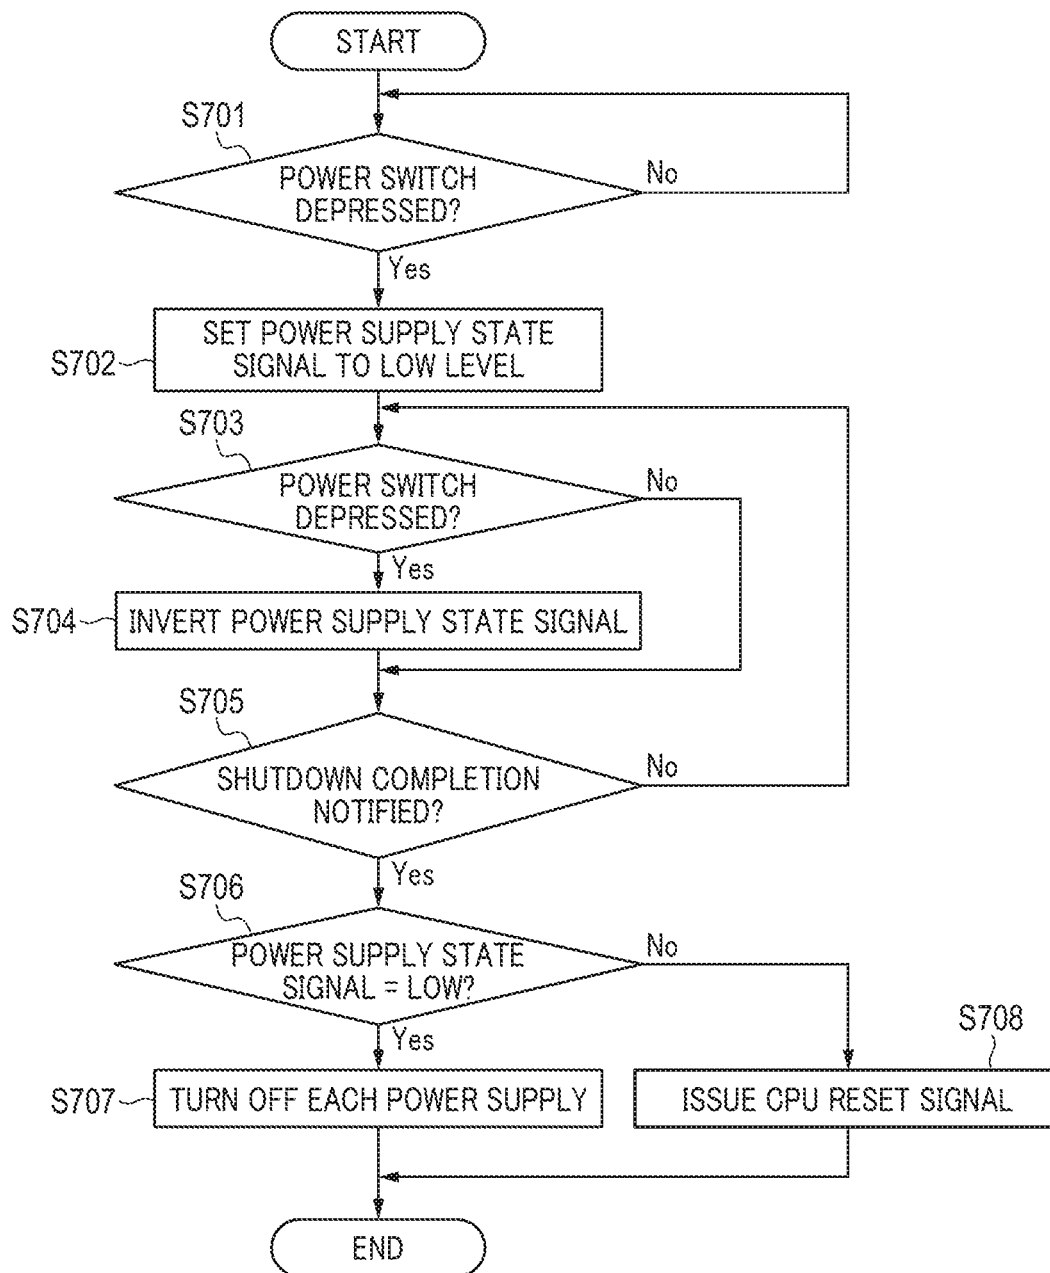 START
S701
POWER SWITCH
DEPRESSED?
No
Yes
S702
SET POWER SUPPLY STATE
SIGNAL TO LOW LEVEL
S703
POWER SWITCH
DEPRESSED?
No
Yes
S704
INVERT POWER SUPPLY STATE SIGNAL
S705
SHUTDOWN COMPLETION
NOTIFIED?
No
Yes
S706
POWER SUPPLY STATE
SIGNAL = LOW?
No
Yes
S707
TURN OFF EACH POWER SUPPLY
S708
ISSUE CPU RESET SIGNAL
END